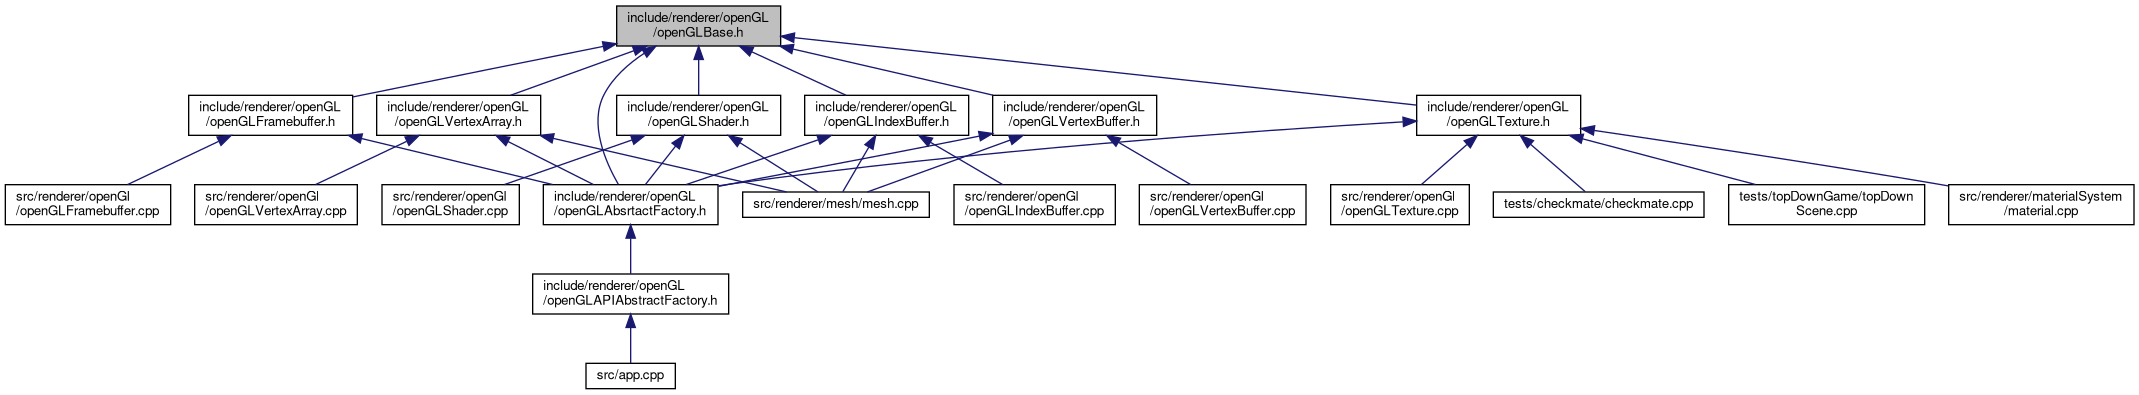 include/renderer/openGL
/openGLBase.h
include/renderer/openGL
/openGLFramebuffer.h
include/renderer/openGL
/openGLVertexArray.h
include/renderer/openGL
/openGLShader.h
include/renderer/openGL
/openGLIndexBuffer.h
include/renderer/openGL
/openGLVertexBuffer.h
include/renderer/openGL
/openGLTexture.h
src/renderer/openGl
/openGLFramebuffer.cpp
src/renderer/openGl
/openGLVertexArray.cpp
src/renderer/openGl
/openGLShader.cpp
include/renderer/openGL
/openGLAbsrtactFactory.h
src/renderer/mesh/mesh.cpp
src/renderer/openGl
/openGLIndexBuffer.cpp
src/renderer/openGl
/openGLVertexBuffer.cpp
src/renderer/openGl
/openGLTexture.cpp
tests/checkmate/checkmate.cpp
tests/topDownGame/topDown
Scene.cpp
src/renderer/materialSystem
/material.cpp
include/renderer/openGL
/openGLAPIAbstractFactory.h
src/app.cpp